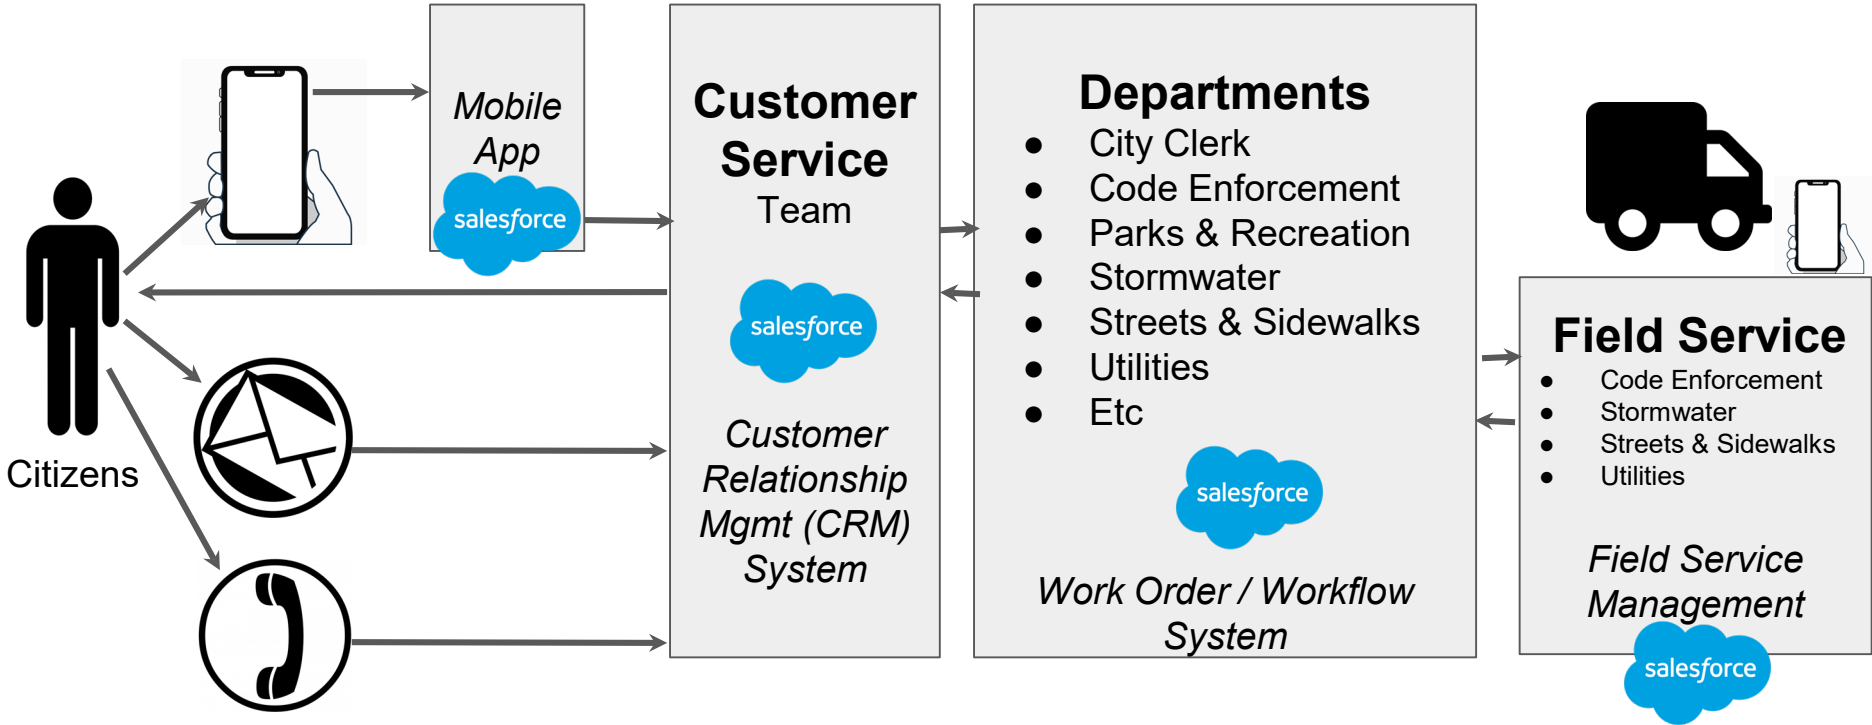 Citizens
Mobile
App
salesforce
Customer
Service
Team
salesforce
Customer
Relationship
Mgmt (CRM)
System
Departments
● City Clerk
● Code Enforcement
● Parks & Recreation
● Stormwater
● Streets & Sidewalks
● Utilities
● Etc
salesforce
Work Order / Workflow
System
Field Service
● Code Enforcement
● Stormwater
● Streets & Sidewalks
● Utilities
Field Service
Management
salesforce